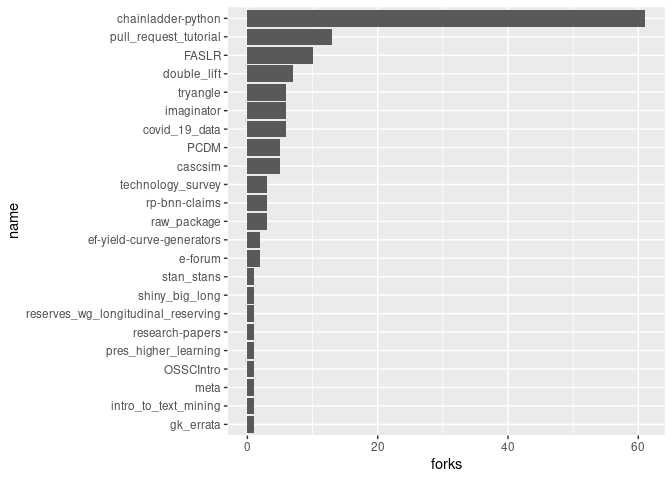 chainladder-python
pull_request_tutorial
FASLR
double_lift
tryangle
imaginator
covid_19_data
PCDM
cascsim
technology_survey
rp-bnn-claims
raw_package
ef-yield-curve-generators
e-forum
stan_stans
shiny_big_long
reserves_wg_longitudinal_reserving
research-papers
pres_higher_learning
OSSCIntro
meta
intro_to_text_mining
gk_errata
name
0 20 40 60
forks